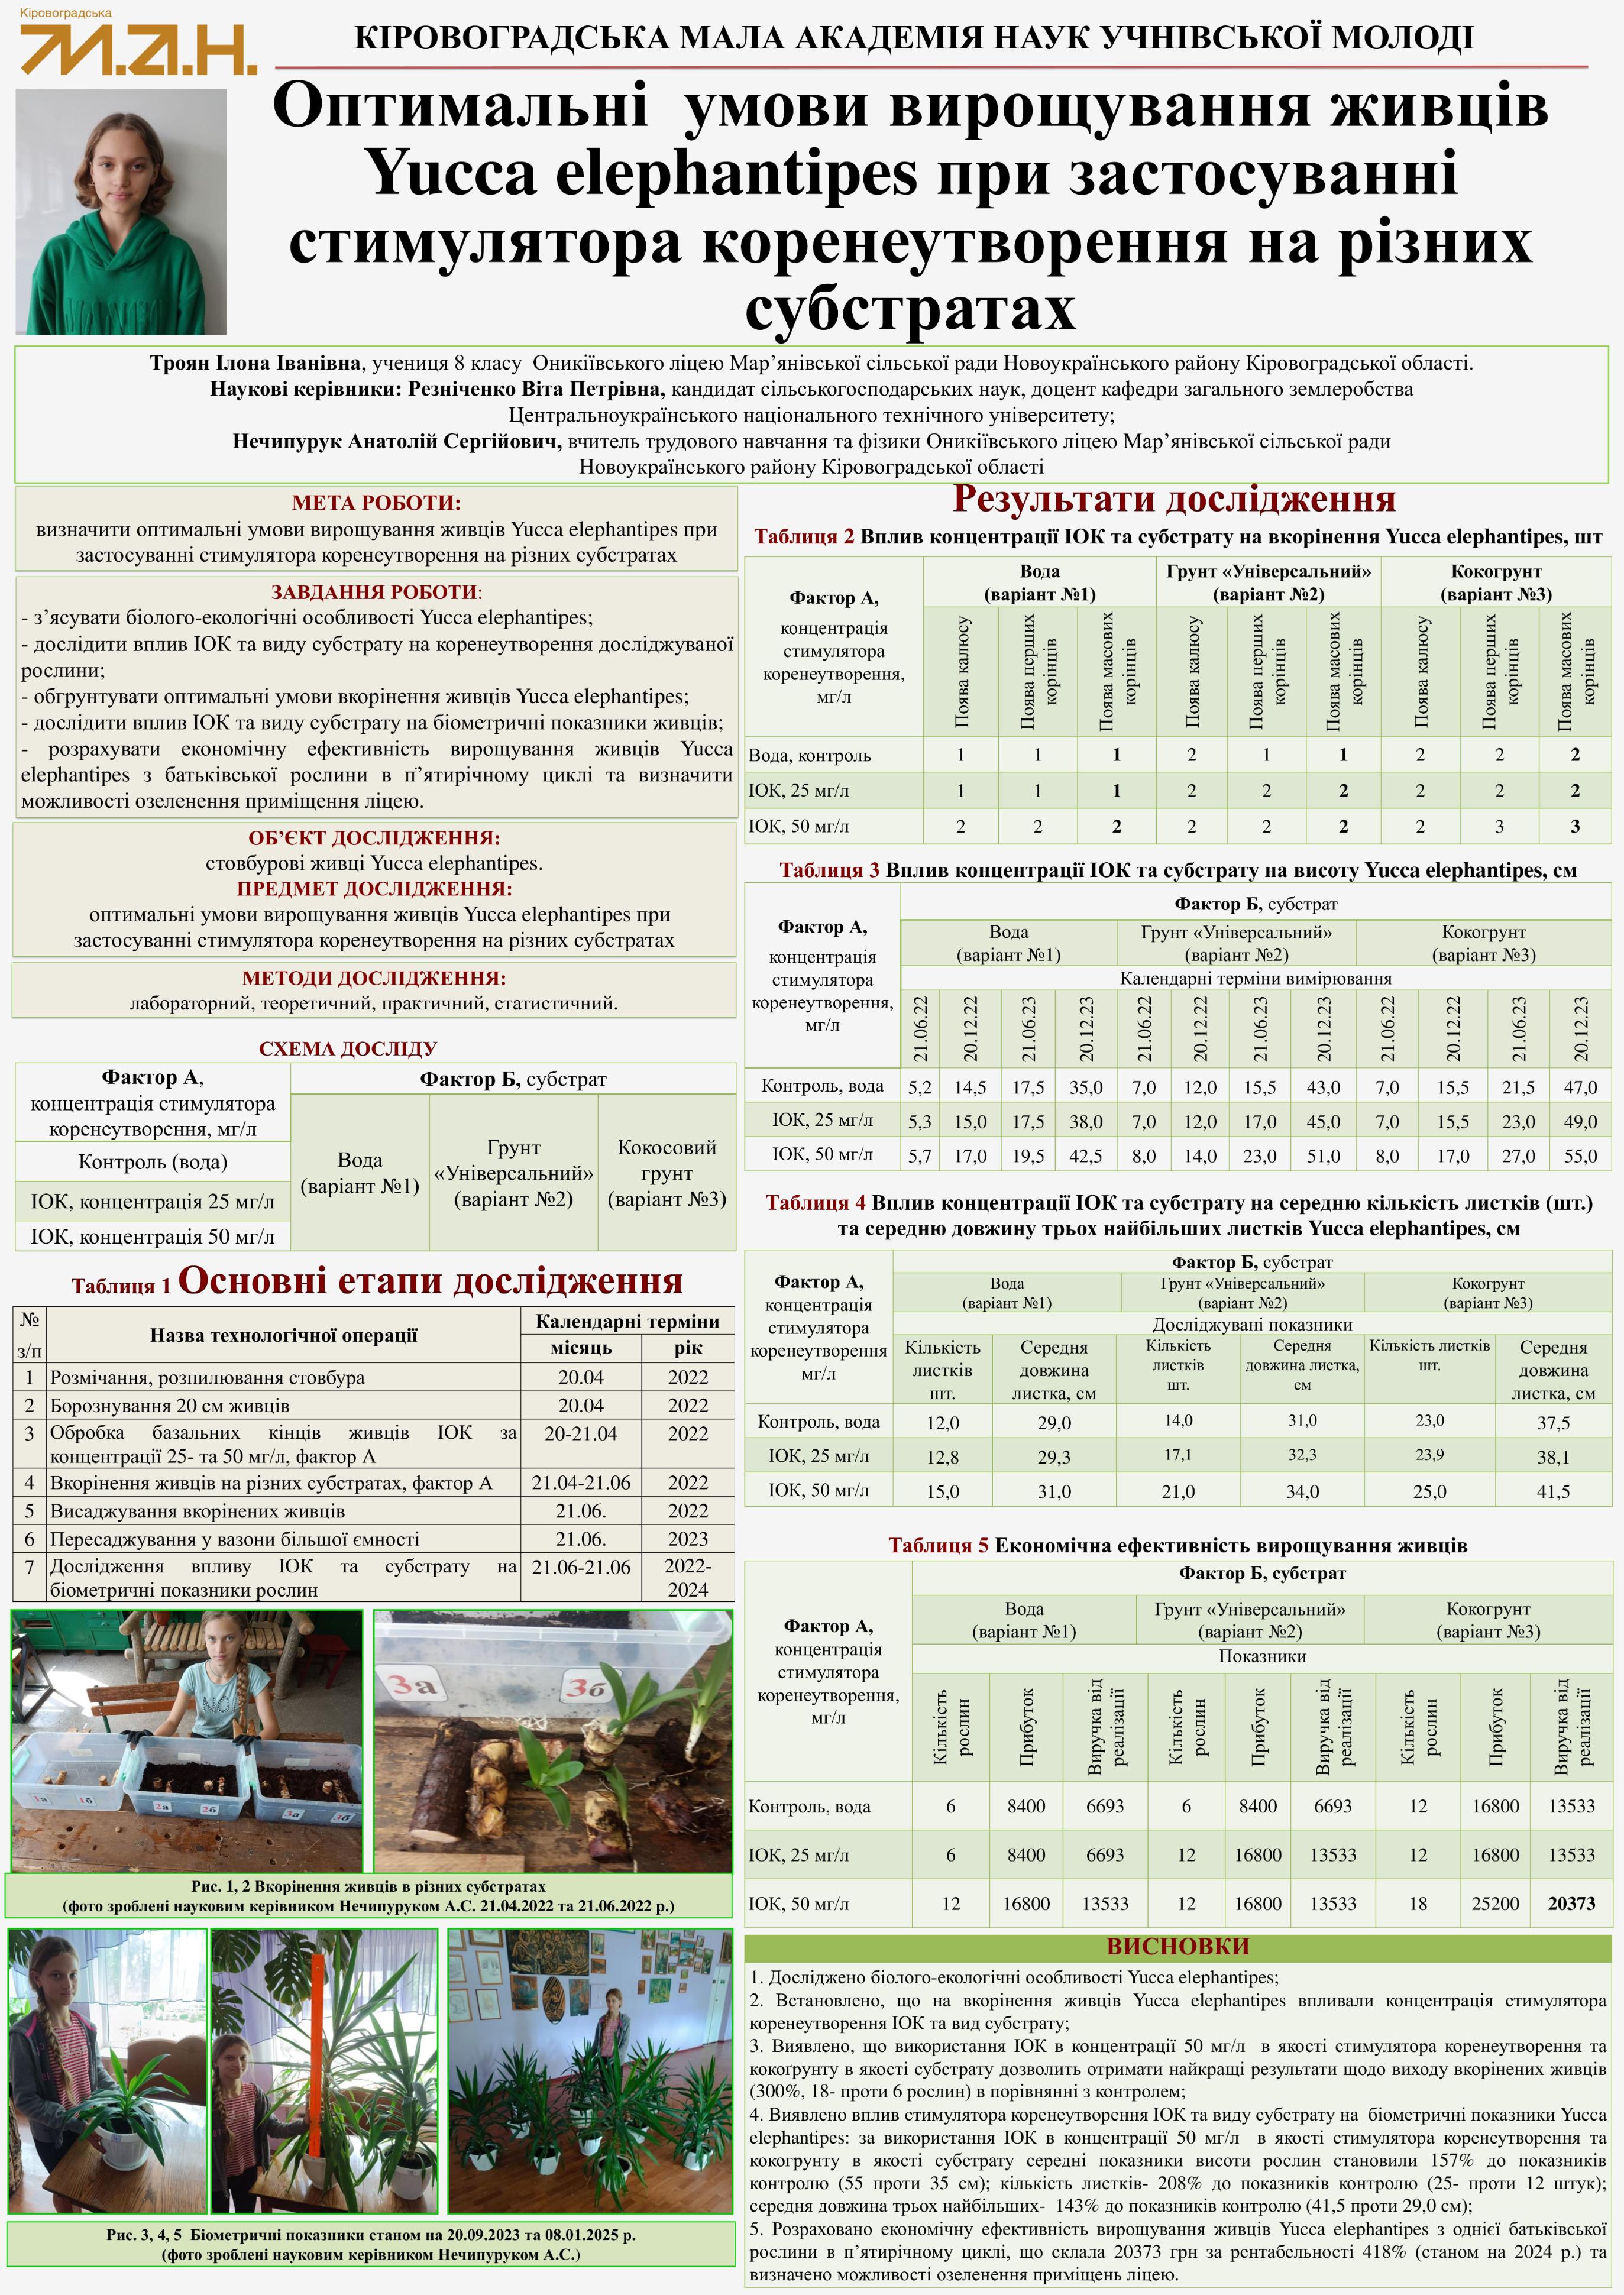 Кіровоградська
М.А.Н.
КІРОВОГРАДСЬКА МАЛА АКАДЕМІЯ НАУК УЧНІВСЬКОЇ МОЛОДІ
Оптимальні умови вирощування живців
Yucca elephantipes при застосуванні
стимулятора коренеутворення на різних
субстратах
Троян Ілона Іванівна, учениця 8 класу Оникіївського ліцею Мар’янівської сільської ради Новоукраїнського району Кіровоградської області.
Наукові керівники: Резніченко Віта Петрівна, кандидат сільськогосподарських наук, доцент кафедри загального землеробства
Центральноукраїнського національного технічного університету;
Нечипурук Анатолій Сергійович, вчитель трудового навчання та фізики Оникіївського ліцею Мар’янівської сільської ради
Новоукраїнського району Кіровоградської області
МЕТА РОБОТИ:
визначити оптимальні умови вирощування живців Yucca elephantipes при
застосуванні стимулятора коренеутворення на різних субстратах
ЗАВДАННЯ РОБОТИ:
- з’ясувати біолого-екологічні особливості Yucca elephantipes;
- дослідити вплив ІОК та виду субстрату на коренеутворення досліджуваної
рослини;
- обгрунтувати оптимальні умови вкорінення живців Yucca elephantipes;
- дослідити вплив ІОК та виду субстрату на біометричні показники живців;
- розрахувати економічну ефективність вирощування живців Yucca
elephantipes з батьківської рослини в п’ятирічному циклі та визначити
можливості озеленення приміщення ліцею.
ОБ’ЄКТ ДОСЛІДЖЕННЯ:
стовбурові живці Yucca elephantipes.
ПРЕДМЕТ ДОСЛІДЖЕННЯ:
оптимальні умови вирощування живців Yucca elephantipes при
застосуванні стимулятора коренеутворення на різних субстратах
МЕТОДИ ДОСЛІДЖЕННЯ:
лабораторний, теоретичний, практичний, статистичний.
СХЕМА ДОСЛІДУ
Фактор А,
концентрація стимулятора
коренеутворення, мг/л
Фактор Б, субстрат
Контроль (вода)
ІОК, концентрація 25 мг/л
ІОК, концентрація 50 мг/л
Вода
(варіант №1)
Грунт
«Універсальний»
(варіант №2)
Кокосовий
грунт
(варіант №3)
Таблиця 1 Основні етапи дослідження
№
з/п
Назва технологічної операції
Календарні терміни
місяць рік
1 Розмічання, розпилювання стовбура 20.04 2022
2 Борознування 20 см живців 20.04 2022
3 Обробка базальних кінців живців ІОК за 20-21.04 2022
концентрації 25- та 50 мг/л, фактор А
4 Вкорінення живців на різних субстратах, фактор А 21.04-21.06 2022
5 Висаджування вкорінених живців 21.06. 2022
6 Пересаджування у вазони більшої ємності 21.06. 2023
7 Дослідження впливу ІОК та субстрату на 21.06-21.06 2022-
біометричні показники рослин 2024
1а 1б 2а 2б 3а 3б
3а 3б
Рис. 1, 2 Вкорінення живців в різних субстратах
(фото зроблені науковим керівником Нечипуруком А.С. 21.04.2022 та 21.06.2022 р.)
Рис. 3, 4, 5 Біометричні показники станом на 20.09.2023 та 08.01.2025 р.
(фото зроблені науковим керівником Нечипуруком А.С.)
Результати дослідження
Таблиця 2 Вплив концентрації ІОК та субстрату на вкорінення Yucca elephantipes, шт
Фактор А,
концентрація
стимулятора
коренеутворення,
мг/л
Вода
(варіант №1)
Грунт «Універсальний»
(варіант №2)
Кокогрунт
(варіант №3)
Поява калюсу
Поява перших
корінців
Поява масових
корінців
Поява калюсу
Поява перших
корінців
Поява масових
корінців
Поява калюсу
Поява перших
корінців
Поява масових
корінців
Вода, контроль 1 1 1 2 1 1 2 2 2
ІОК, 25 мг/л 1 1 1 2 2 2 2 2 2
ІОК, 50 мг/л 2 2 2 2 2 2 2 3 3
Таблиця 3 Вплив концентрації ІОК та субстрату на висоту Yucca elephantipes, см
Фактор А,
концентрація
стимулятора
коренеутворення,
мг/л
Фактор Б, субстрат
Вода
(варіант №1)
Грунт «Універсальний»
(варіант №2)
Кокогрунт
(варіант №3)
Календарні терміни вимірювання
21.06.22 20.12.22 21.06.23 20.12.23 21.06.22 20.12.22 21.06.23 20.12.23 21.06.22 20.12.22 21.06.23 20.12.23
Контроль, вода 5,2 14,5 17,5 35,0 7,0 12,0 15,5 43,0 7,0 15,5 21,5 47,0
ІОК, 25 мг/л 5,3 15,0 17,5 38,0 7,0 12,0 17,0 45,0 7,0 15,5 23,0 49,0
ІОК, 50 мг/л 5,7 17,0 19,5 42,5 8,0 14,0 23,0 51,0 8,0 17,0 27,0 55,0
Таблиця 4 Вплив концентрації ІОК та субстрату на середню кількість листків (шт.)
та середню довжину трьох найбільших листків Yucca elephantipes, см
Фактор А,
концентрація
стимулятора
коренеутворення
мг/л
Фактор Б, субстрат
Вода
(варіант №1)
Грунт «Універсальний»
(варіант №2)
Кокогрунт
(варіант №3)
Досліджувані показники
Кількість
листків
шт.
Середня
довжина
листка, см
Кількість
листків
шт.
Середня
довжина листка,
см
Кількість листків
шт.
Середня
довжина
листка, см
Контроль, вода 12,0 29,0 14,0 31,0 23,0 37,5
ІОК, 25 мг/л 12,8 29,3 17,1 32,3 23,9 38,1
ІОК, 50 мг/л 15,0 31,0 21,0 34,0 25,0 41,5
Таблиця 5 Економічна ефективність вирощування живців
Фактор А,
концентрація
стимулятора
коренеутворення,
мг/л
Фактор Б, субстрат
Вода
(варіант №1)
Грунт «Універсальний»
(варіант №2)
Кокогрунт
(варіант №3)
Показники
Кількість
рослин
Прибуток
Виручка від
реалізації
Кількість
рослин
Прибуток
Виручка від
реалізації
Кількість
рослин
Прибуток
Виручка від
реалізації
Контроль, вода 6 8400 6693 6 8400 6693 12 16800 13533
ІОК, 25 мг/л 6 8400 6693 12 16800 13533 12 16800 13533
ІОК, 50 мг/л 12 16800 13533 12 16800 13533 18 25200 20373
ВИСНОВКИ
1. Досліджено біолого-екологічні особливості Yucca elephantipes;
2. Встановлено, що на вкорінення живців Yucca elephantipes впливали концентрація стимулятора
коренеутворення ІОК та вид субстрату;
3. Виявлено, що використання ІОК в концентрації 50 мг/л в якості стимулятора коренеутворення та
кокогрунту в якості субстрату дозволить отримати найкращі результати щодо виходу вкорінених живців
(300%, 18- проти 6 рослин) в порівнянні з контролем;
4. Виявлено вплив стимулятора коренеутворення ІОК та виду субстрату на біометричні показники Yucca
elephantipes: за використання ІОК в концентрації 50 мг/л в якості стимулятора коренеутворення та
кокогрунту в якості субстрату середні показники висоти рослин становили 157% до показників
контролю (55 проти 35 см); кількість листків- 208% до показників контролю (25- проти 12 штук);
середня довжина трьох найбільших- 143% до показників контролю (41,5 проти 29,0 см);
5. Розраховано економічну ефективність вирощування живців Yucca elephantipes з однієї батьківської
рослини в п’ятирічному циклі, що склала 20373 грн за рентабельності 418% (станом на 2024 р.) та
визначено можливості озеленення приміщень ліцею.